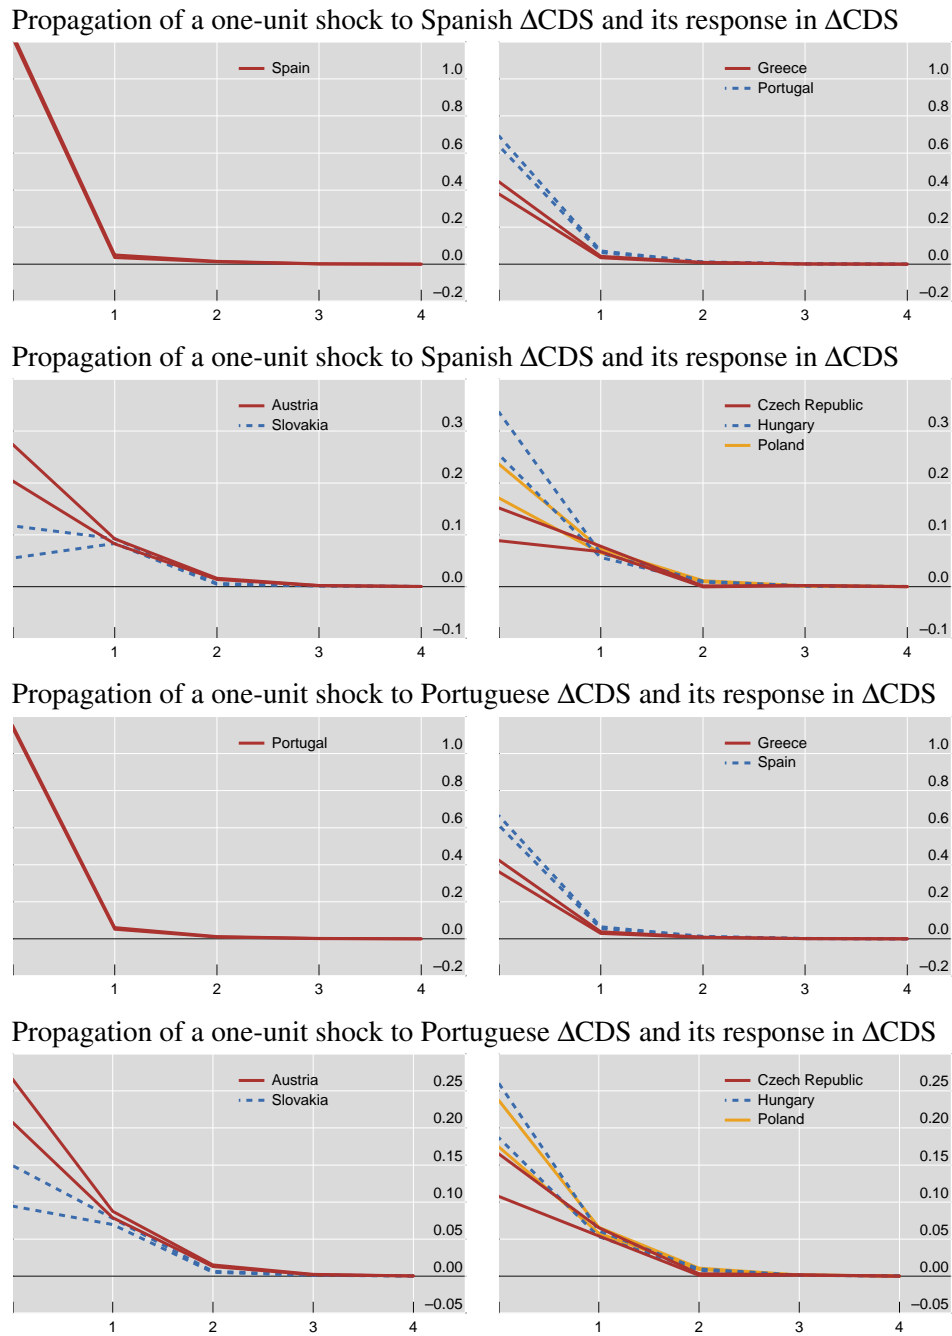 Propagation of a one-unit shock to Spanish ΔCDS and its response in ΔCDS
Spain
1.0
0.8
0.6
0.4
0.2
0.0
–0.2
1 2 3 4
Greece
Portugal
1.0
0.8
0.6
0.4
0.2
0.0
–0.2
1 2 3 4
Propagation of a one-unit shock to Spanish ΔCDS and its response in ΔCDS
Austria
Slovakia
0.3
0.2
0.1
0.0
–0.1
1 2 3 4
Czech Republic
Hungary
Poland
0.3
0.2
0.1
0.0
–0.1
1 2 3 4
Propagation of a one-unit shock to Portuguese ΔCDS and its response in ΔCDS
Portugal
1.0
0.8
0.6
0.4
0.2
0.0
–0.2
1 2 3 4
Greece
Spain
1.0
0.8
0.6
0.4
0.2
0.0
–0.2
1 2 3 4
Propagation of a one-unit shock to Portuguese ΔCDS and its response in ΔCDS
Austria
Slovakia
0.25
0.20
0.15
0.10
0.05
0.00
–0.05
1 2 3 4
Czech Republic
Hungary
Poland
0.25
0.20
0.15
0.10
0.05
0.00
–0.05
1 2 3 4